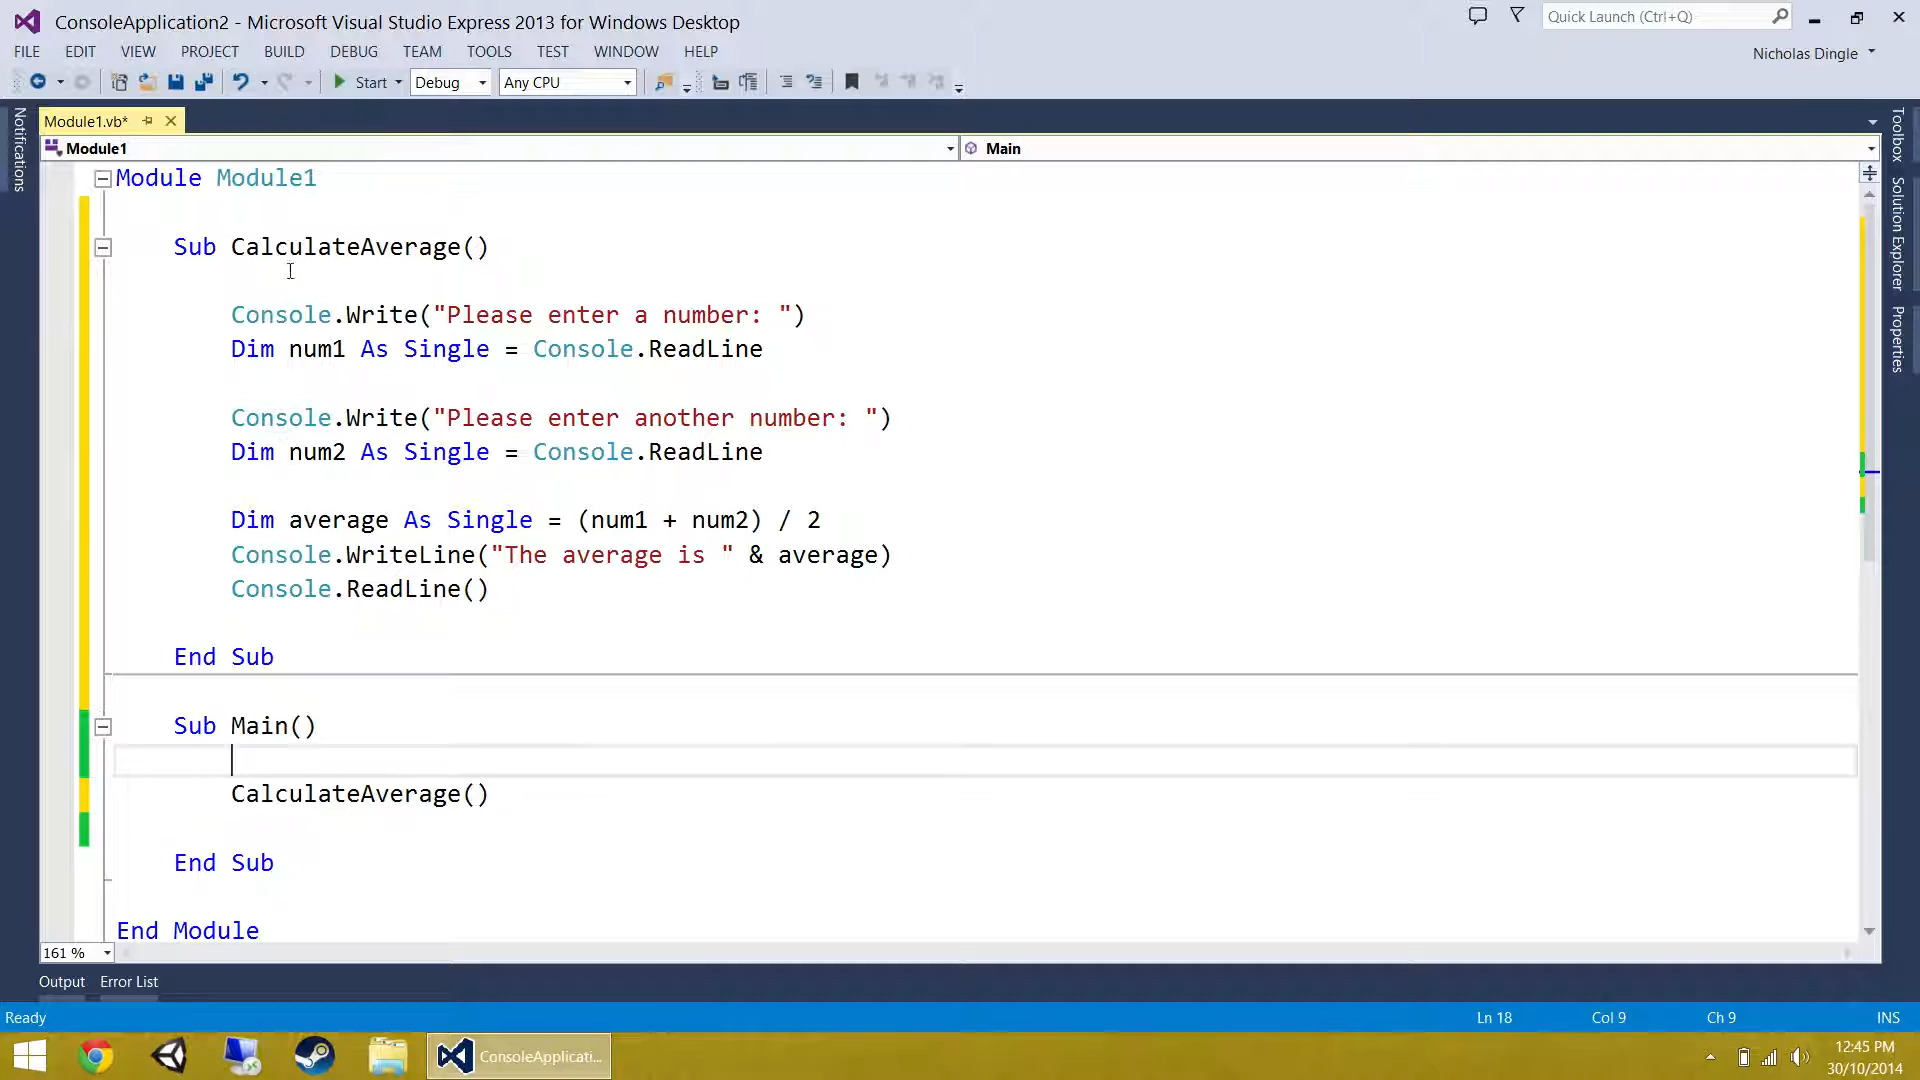 ConsoleApplication2 - Microsoft Visual Studio Express 2013 for Windows Desktop
Quick Launch (Ctrl+Q)
FILE EDIT VIEW PROJECT BUILD DEBUG TEAM TOOLS TEST WINDOW HELP
Nicholas Dingle
Start Debug Any CPU
Notifications
Module1.vb*
Toolbox
Solution Explorer
Properties
Module1 Main
Module Module1
Sub CalculateAverage()
Console.Write("Please enter a number: ")
Dim num1 As Single = Console.ReadLine
Console.Write("Please enter another number: ")
Dim num2 As Single = Console.ReadLine
Dim average As Single = (num1 + num2) / 2
Console.WriteLine("The average is " & average)
Console.ReadLine()
End Sub
Sub Main()
CalculateAverage()
End Sub
End Module
161 %
Output Error List
Ready Ln 18 Col 9 Ch 9 INS
ConsoleApplicati...
12:45 PM
30/10/2014